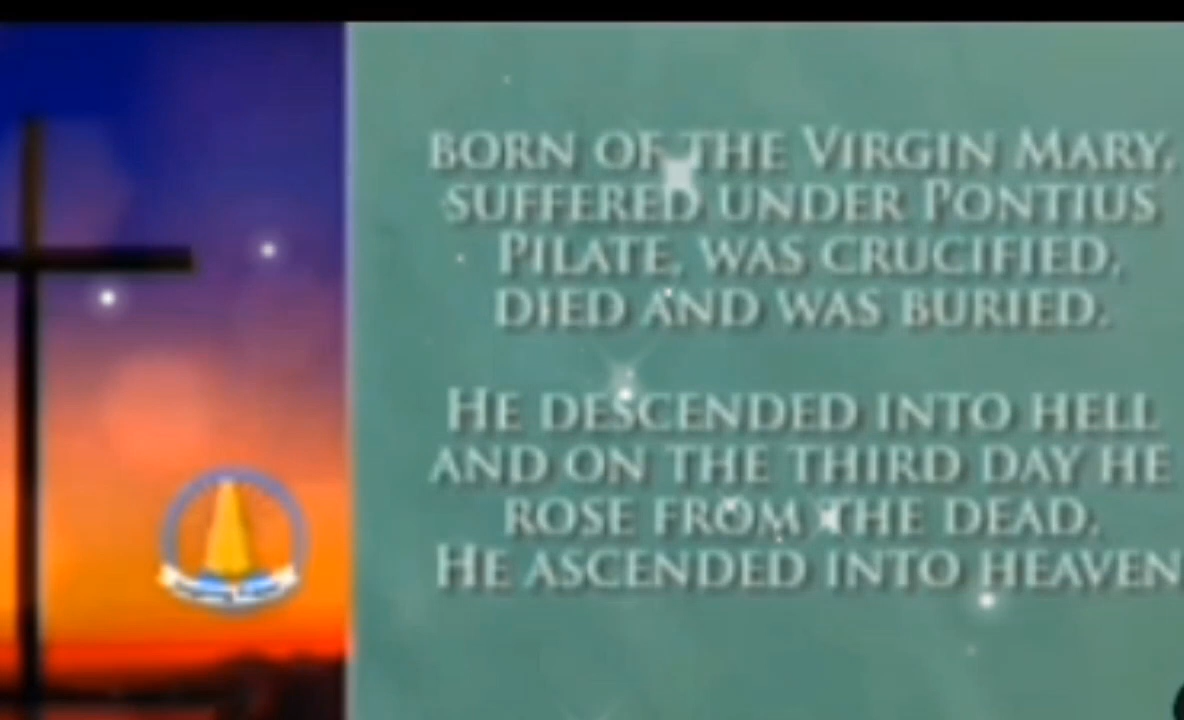 BORN OF THE VIRGIN MARY,
SUFFERED UNDER PONTIUS
PILATE, WAS CRUCIFIED,
DIED AND WAS BURIED.
HE DESCENDED INTO HELL
AND ON THE THIRD DAY HE
ROSE FROM THE DEAD.
HE ASCENDED INTO HEAVEN